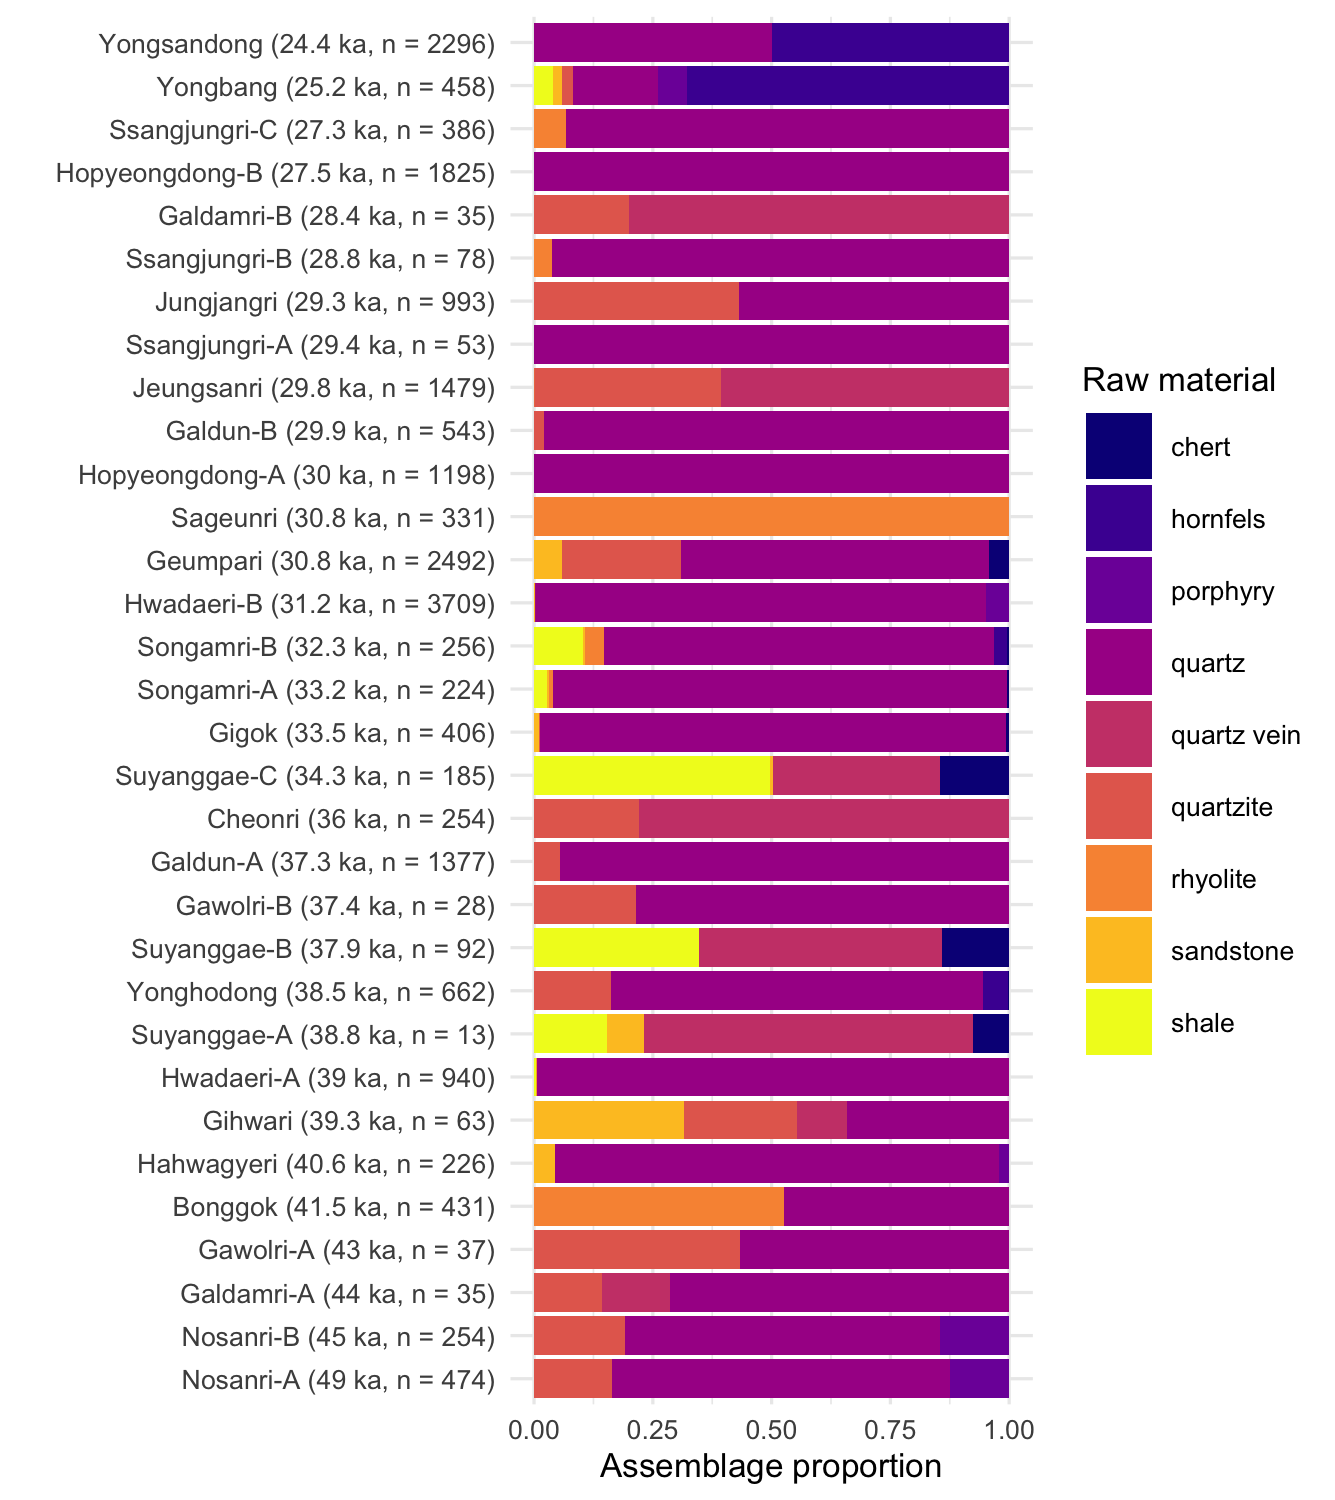 Yongsandong (24.4 ka, n = 2296)
Yongbang (25.2 ka, n = 458)
Ssangjungri-C (27.3 ka, n = 386)
Hopyeongdong-B (27.5 ka, n = 1825)
Galdamri-B (28.4 ka, n = 35)
Ssangjungri-B (28.8 ka, n = 78)
Jungjangri (29.3 ka, n = 993)
Ssangjungri-A (29.4 ka, n = 53)
Jeungsanri (29.8 ka, n = 1479)
Galdun-B (29.9 ka, n = 543)
Hopyeongdong-A (30 ka, n = 1198)
Sageunri (30.8 ka, n = 331)
Geumpari (30.8 ka, n = 2492)
Hwadaeri-B (31.2 ka, n = 3709)
Songamri-B (32.3 ka, n = 256)
Songamri-A (33.2 ka, n = 224)
Gigok (33.5 ka, n = 406)
Suyanggae-C (34.3 ka, n = 185)
Cheonri (36 ka, n = 254)
Galdun-A (37.3 ka, n = 1377)
Gawolri-B (37.4 ka, n = 28)
Suyanggae-B (37.9 ka, n = 92)
Yonghodong (38.5 ka, n = 662)
Suyanggae-A (38.8 ka, n = 13)
Hwadaeri-A (39 ka, n = 940)
Gihwari (39.3 ka, n = 63)
Hahwagyeri (40.6 ka, n = 226)
Bonggok (41.5 ka, n = 431)
Gawolri-A (43 ka, n = 37)
Galdamri-A (44 ka, n = 35)
Nosanri-B (45 ka, n = 254)
Nosanri-A (49 ka, n = 474)
0.00 0.25 0.50 0.75 1.00
Assemblage proportion
Raw material
chert
hornfels
porphyry
quartz
quartz vein
quartzite
rhyolite
sandstone
shale